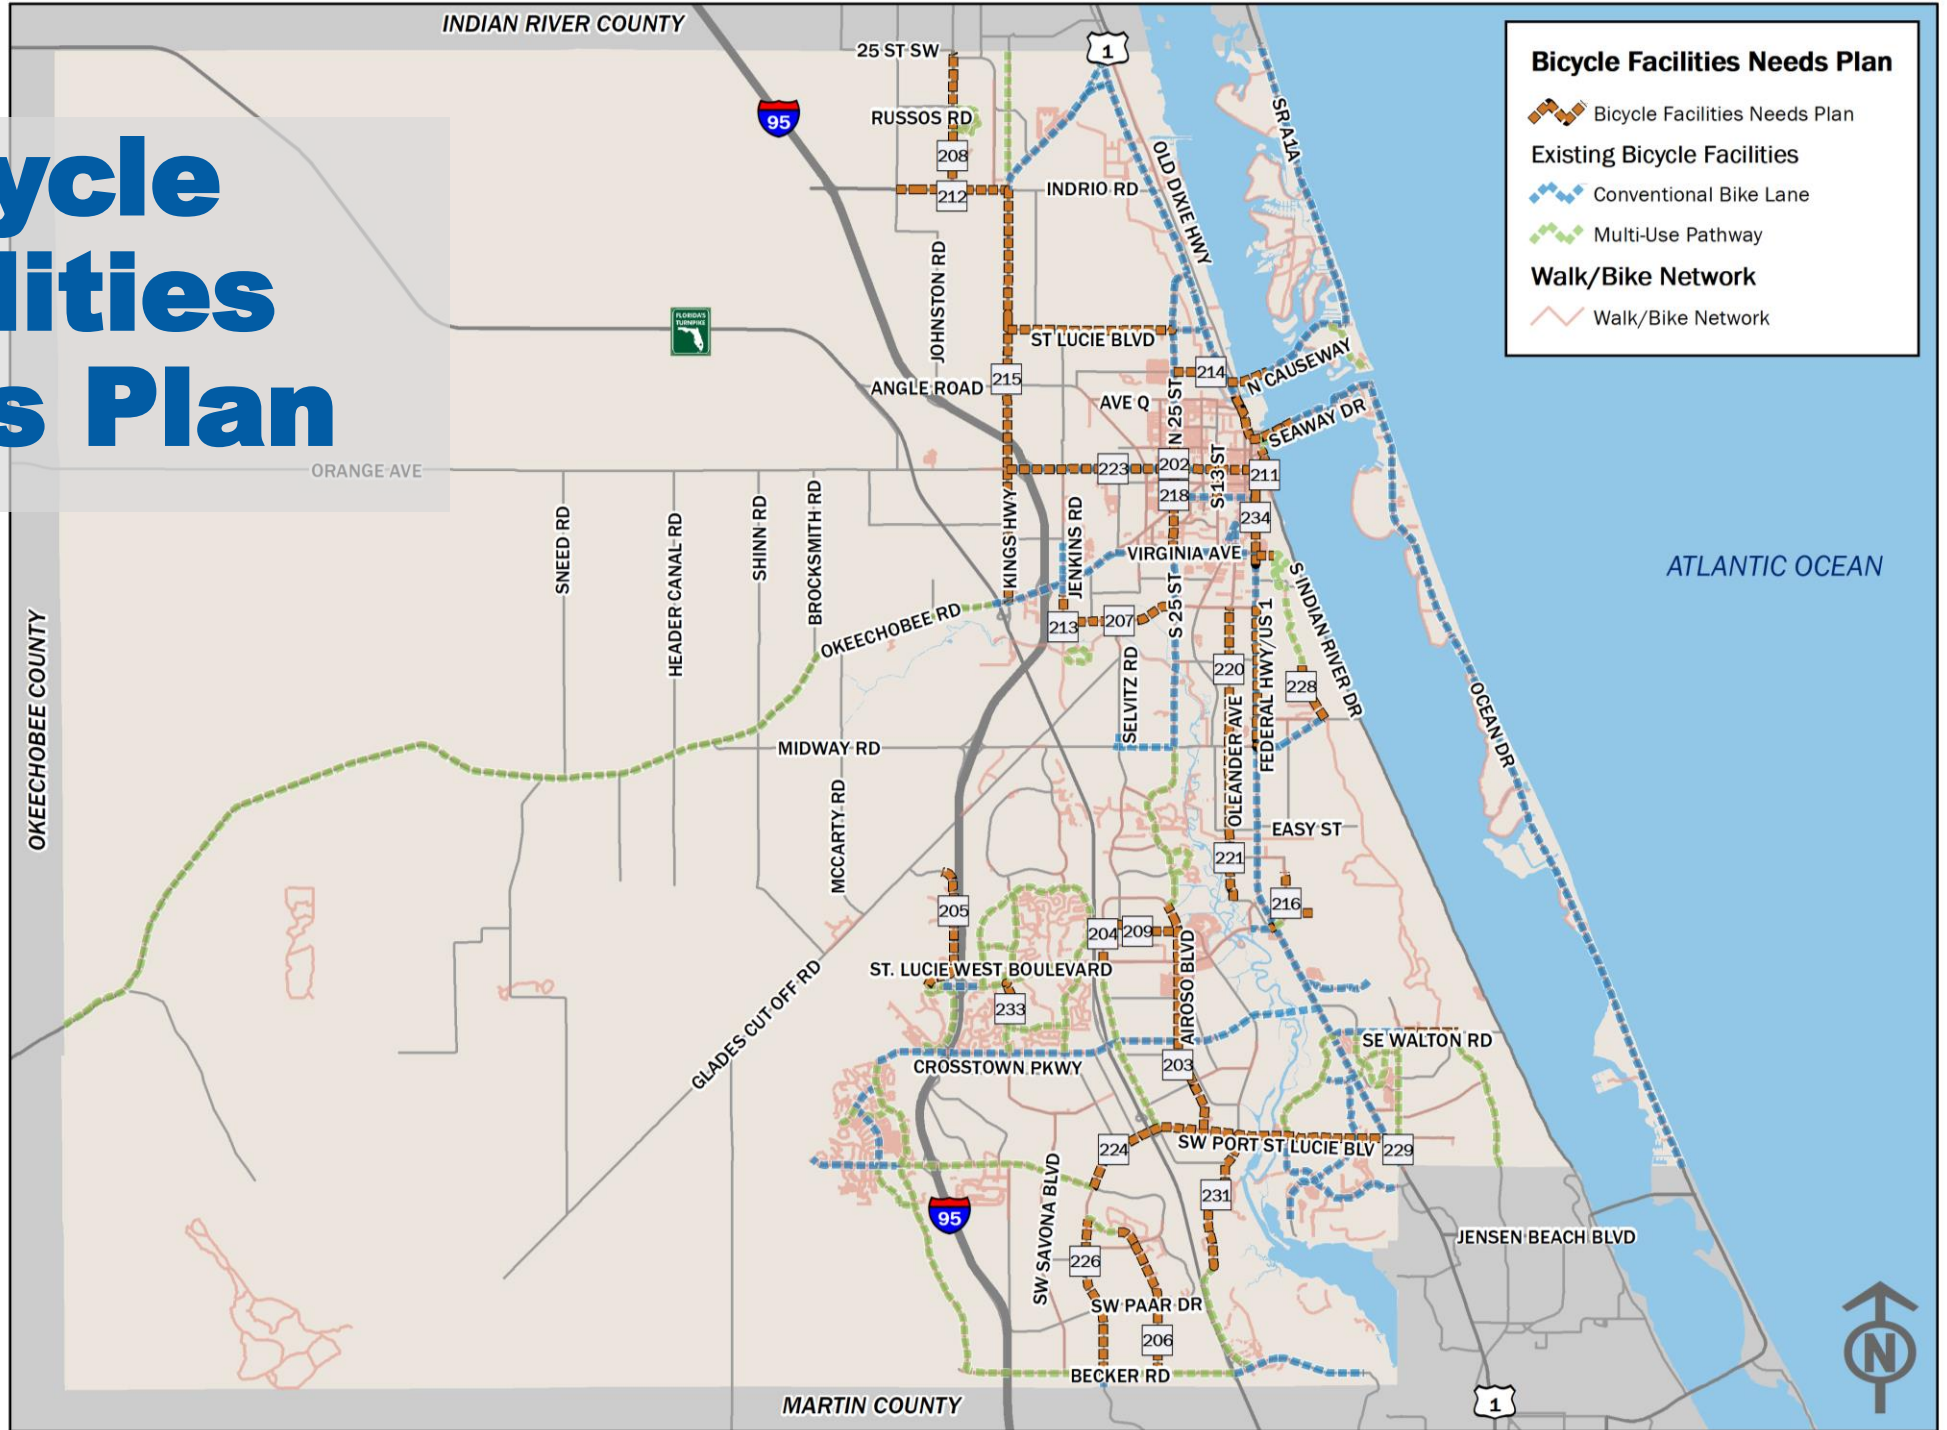 INDIAN RIVER COUNTY
1
25 ST SW
Bicycle Facilities Needs Plan
Bicycle Facilities Needs Plan
Existing Bicycle Facilities
Conventional Bike Lane
Multi-Use Pathway
Walk/Bike Network
Walk/Bike Network
95
RUSSOS RD
SR A1A
208
OLD DIXIE HWY
ycle
lities
s Plan
212
INDRIO RD
JOHNSTON RD
FLORIDA'S
TURNPIKE
ST LUCIE BLVD
N CAUSEWAY
215
214
ANGLE ROAD
AVE Q
N 25 ST
SEAWAY DR
ORANGE AVE
223
202
S 13 ST
211
218
234
SNEED RD
HEADER CANAL RD
SHINN RD
BROCKSMITH RD
KINGS HWY
JENKINS RD
VIRGINIA AVE
ATLANTIC OCEAN
S 25 ST
S INDIAN RIVER DR
OKEECHOBEE RD
213
207
OKEECHOBEE COUNTY
SELVITZ RD
220
FEDERAL HWY/US 1
228
OLEANDER AVE
OCEAN DR
MIDWAY RD
MCCARTY RD
EASY ST
221
205
216
204
209
ST. LUCIE WEST BOULEVARD
AIROSO BLVD
233
GLADES CUT OFF RD
SE WALTON RD
CROSSTOWN PKWY
203
224
SW PORT ST LUCIE BLV
229
SW SAVONA BLVD
231
95
JENSEN BEACH BLVD
226
SW PAAR DR
206
BECKER RD
N
MARTIN COUNTY
1